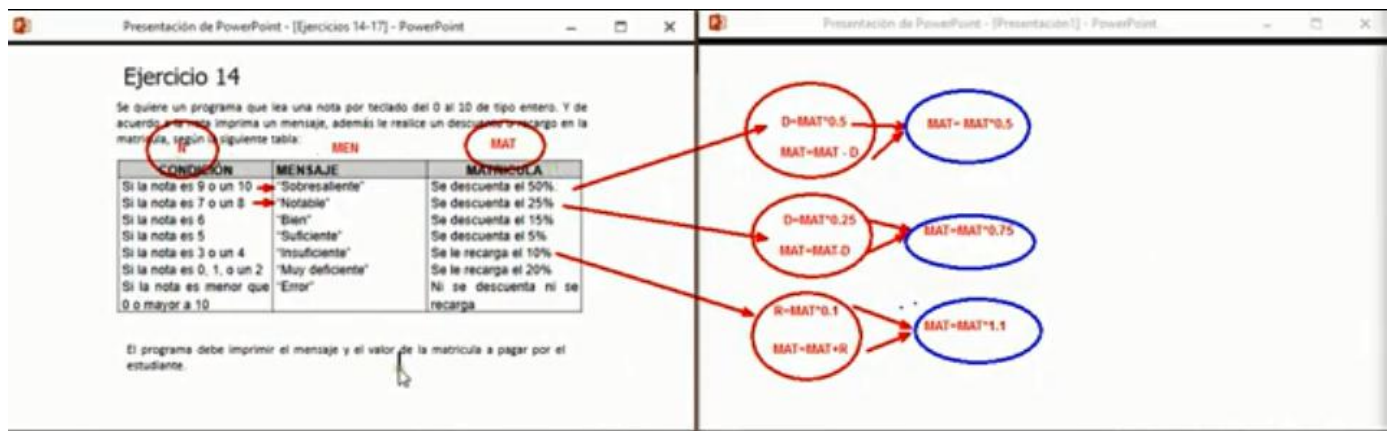 Presentación de PowerPoint - [Ejercicios 14-17] - PowerPoint
Presentación de PowerPoint - [Presentación1] - PowerPoint
Ejercicio 14
Se quiere un programa que lea una nota por teclado del 0 al 10 de tipo entero. Y de
acuerdo a la nota imprima un mensaje, además le realice un descuento o recargo en la
matrícula, según la siguiente tabla:
N MEN MAT
CONDICIÓN MENSAJE MATRICULA
Si la nota es 9 o un 10 "Sobresaliente" Se descuenta el 50%.
Si la nota es 7 o un 8 "Notable" Se descuenta el 25%
Si la nota es 6 "Bien" Se descuenta el 15%
Si la nota es 5 "Suficiente" Se descuenta el 5%
Si la nota es 3 o un 4 "Insuficiente" Se le recarga el 10%
Si la nota es 0, 1, o un 2 "Muy deficiente" Se le recarga el 20%
Si la nota es menor que "Error" Ni se descuenta ni se
0 o mayor a 10 recarga
El programa debe imprimir el mensaje y el valor de la matricula a pagar por el
estudiante.
D=MAT*0.5 MAT= MAT*0.5
MAT=MAT - D
D=MAT*0.25 MAT=MAT*0.75
MAT=MAT-D
R=MAT*0.1 MAT=MAT*1.1
MAT=MAT+R